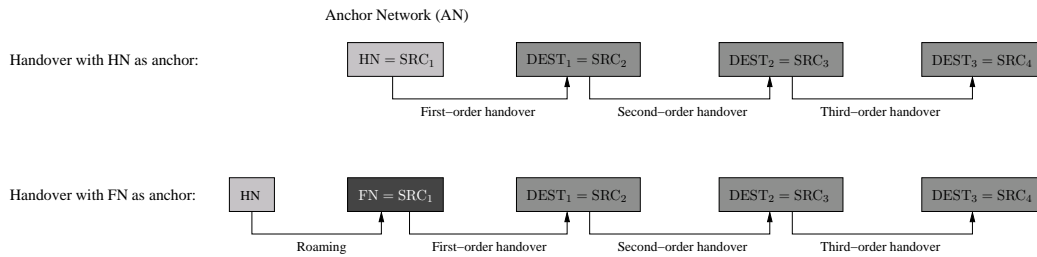 Anchor Network (AN)
Handover with HN as anchor:
HN = SRC₁ DEST₁ = SRC₂ DEST₂ = SRC₃ DEST₃ = SRC₄
First−order handover Second−order handover Third−order handover
Handover with FN as anchor:
HN FN = SRC₁ DEST₁ = SRC₂ DEST₂ = SRC₃ DEST₃ = SRC₄
Roaming First−order handover Second−order handover Third−order handover